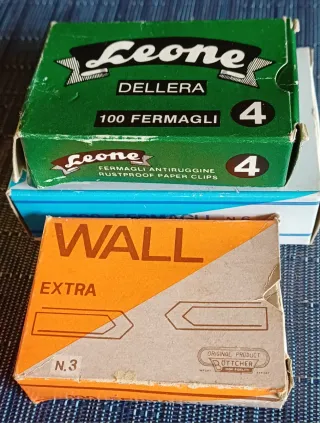 Leone
DELLERA
100 FERMAGLI
4
Leone
FERMAGLI ANTIRUGGINE
RUSTPROOF PAPER CLIPS
4
WALL
EXTRA
ORIGINAL PRODUCT
N.3